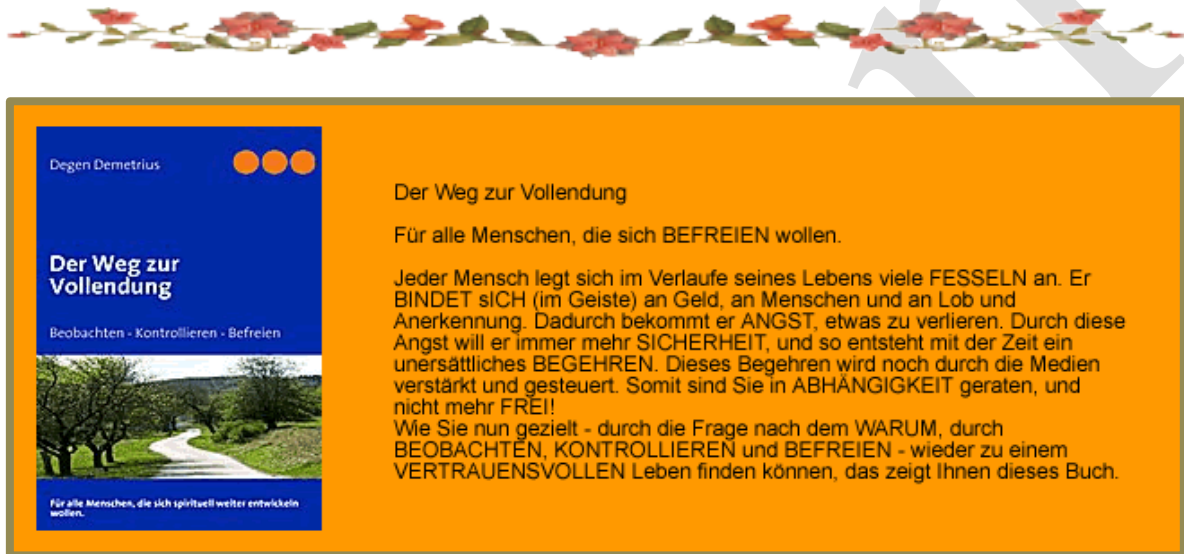 Degen Demetrius
Der Weg zur
Vollendung
Beobachten - Kontrollieren - Befreien
Für alle Menschen, die sich spirituell weiter entwickeln
wollen.
Der Weg zur Vollendung
Für alle Menschen, die sich BEFREIEN wollen.
Jeder Mensch legt sich im Verlaufe seines Lebens viele FESSELN an. Er
BINDET sICH (im Geiste) an Geld, an Menschen und an Lob und
Anerkennung. Dadurch bekommt er ANGST, etwas zu verlieren. Durch diese
Angst will er immer mehr SICHERHEIT, und so entsteht mit der Zeit ein
unersättliches BEGEHREN. Dieses Begehren wird noch durch die Medien
verstärkt und gesteuert. Somit sind Sie in ABHÄNGIGKEIT geraten, und
nicht mehr FREI!
Wie Sie nun gezielt - durch die Frage nach dem WARUM, durch
BEOBACHTEN, KONTROLLIEREN und BEFREIEN - wieder zu einem
VERTRAUENSVOLLEN Leben finden können, das zeigt Ihnen dieses Buch.